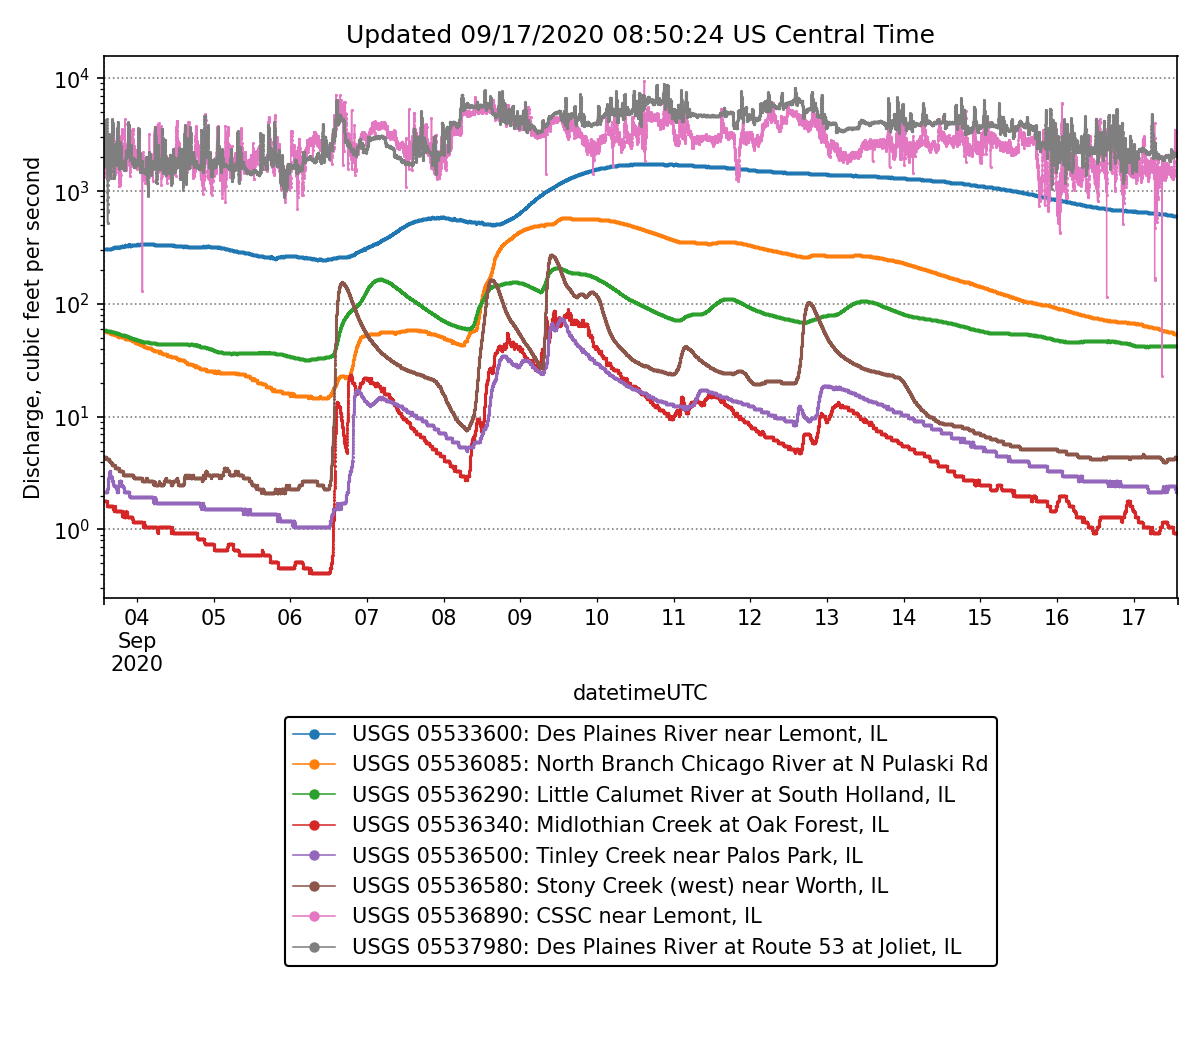 Updated 09/17/2020 08:50:24 US Central Time
Discharge, cubic feet per second
10^4
10^3
10^2
10^1
10^0
04 05 06 07 08 09 10 11 12 13 14 15 16 17
Sep
2020
datetimeUTC
USGS 05533600: Des Plaines River near Lemont, IL
USGS 05536085: North Branch Chicago River at N Pulaski Rd
USGS 05536290: Little Calumet River at South Holland, IL
USGS 05536340: Midlothian Creek at Oak Forest, IL
USGS 05536500: Tinley Creek near Palos Park, IL
USGS 05536580: Stony Creek (west) near Worth, IL
USGS 05536890: CSSC near Lemont, IL
USGS 05537980: Des Plaines River at Route 53 at Joliet, IL